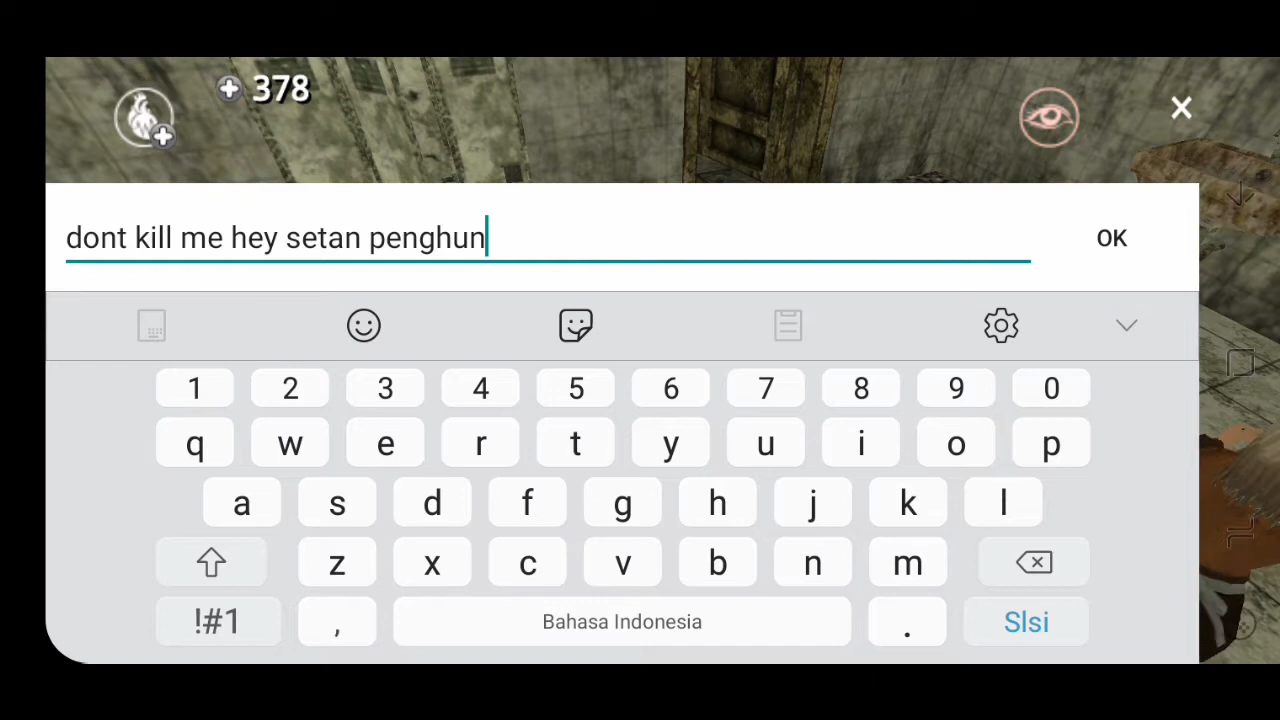 378
dont kill me hey setan penghun
OK
1 2 3 4 5 6 7 8 9 0
q w e r t y u i o p
a s d f g h j k l
z x c v b n m
!#1 , Bahasa Indonesia . Slsi